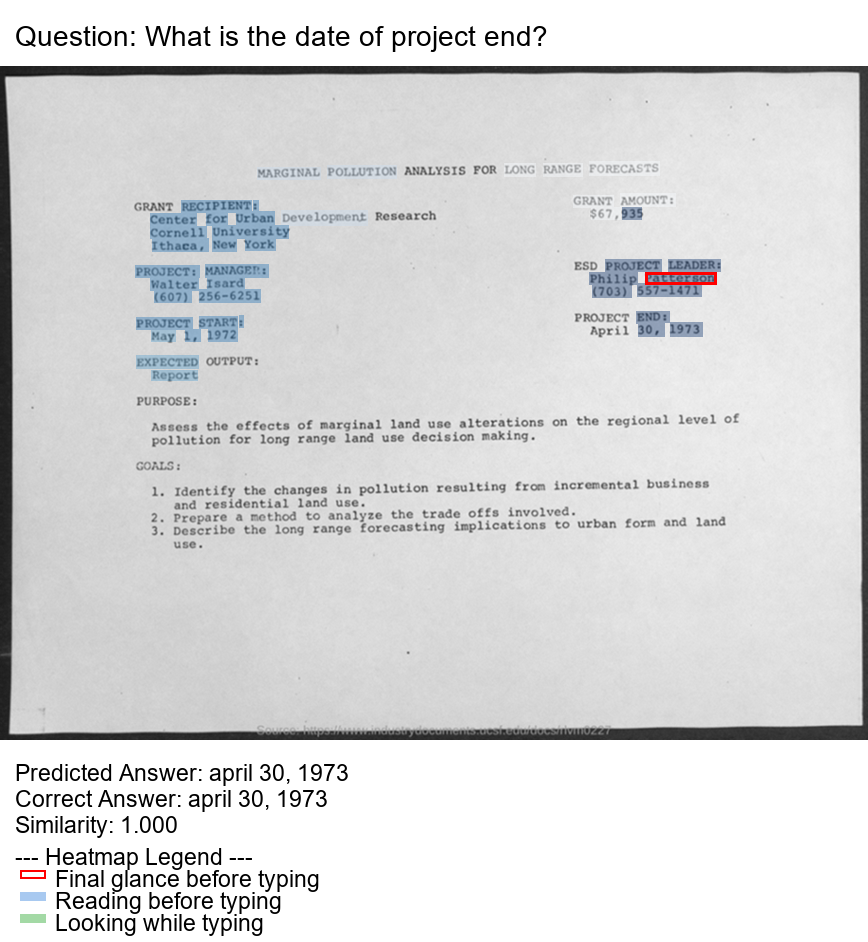 Question: What is the date of project end?
MARGINAL POLLUTION ANALYSIS FOR LONG RANGE FORECASTS
GRANT RECIPIENT:
Center for Urban Development Research
Cornell University
Ithaca, New York
GRANT AMOUNT:
$67,935
PROJECT: MANAGER:
Walter Isard
(607) 256-6251
ESD PROJECT LEADER:
Philip Patterson
(703) 557-1471
PROJECT START:
May 1, 1972
PROJECT END:
April 30, 1973
EXPECTED OUTPUT:
Report
PURPOSE:
Assess the effects of marginal land use alterations on the regional level of
pollution for long range land use decision making.
GOALS:
1. Identify the changes in pollution resulting from incremental business
and residential land use.
2. Prepare a method to analyze the trade offs involved.
3. Describe the long range forecasting implications to urban form and land
use.
Source: https://www.industrydocuments.ucsf.edu/docs/
Predicted Answer: april 30, 1973
Correct Answer: april 30, 1973
Similarity: 1.000
--- Heatmap Legend ---
Final glance before typing
Reading before typing
Looking while typing